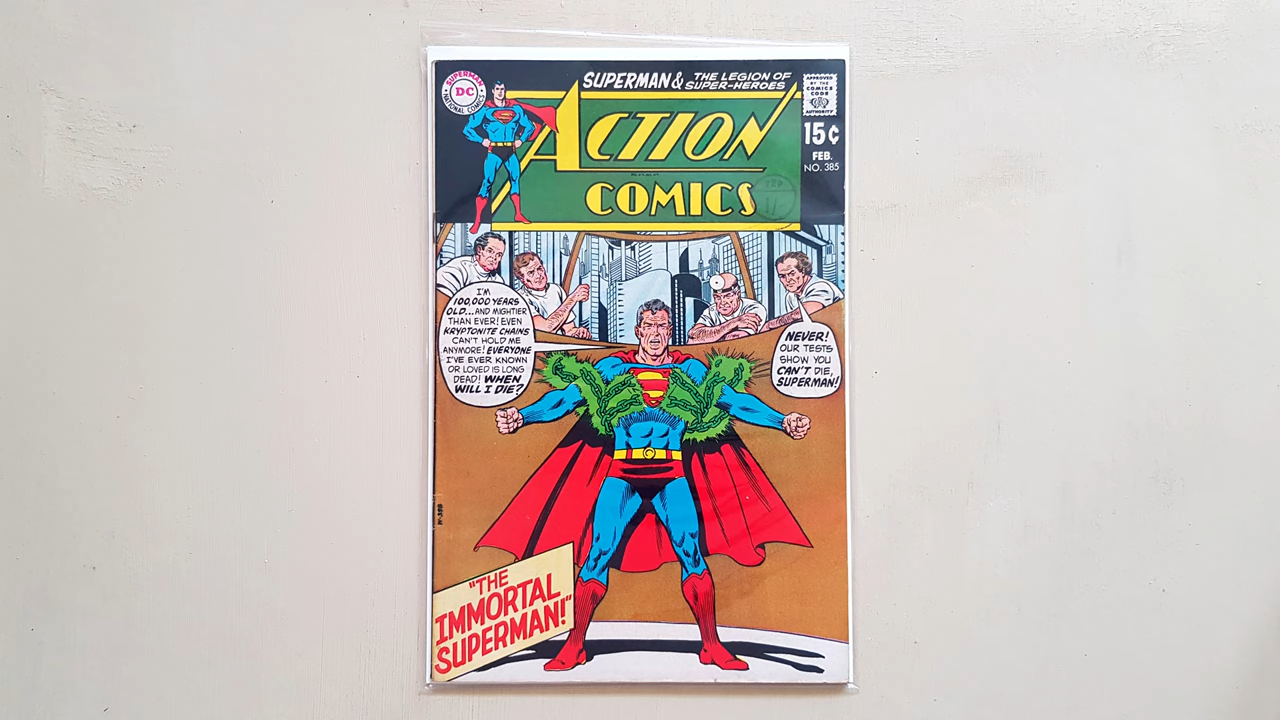 SUPERMAN
DC
NATIONAL COMICS
SUPERMAN & THE LEGION OF
SUPER-HEROES
APPROVED
BY THE
COMICS
CODE
AUTHORITY
ACTION
COMICS
15¢
FEB.
NO. 385
I'M
100,000 YEARS
OLD...AND MIGHTIER
THAN EVER! EVEN
KRYPTONITE CHAINS
CAN'T HOLD ME
ANYMORE! EVERYONE
I'VE EVER KNOWN
OR LOVED IS LONG
DEAD! WHEN
WILL I DIE?
NEVER!
OUR TESTS
SHOW YOU
CAN'T DIE,
SUPERMAN!
"THE
IMMORTAL
SUPERMAN!"